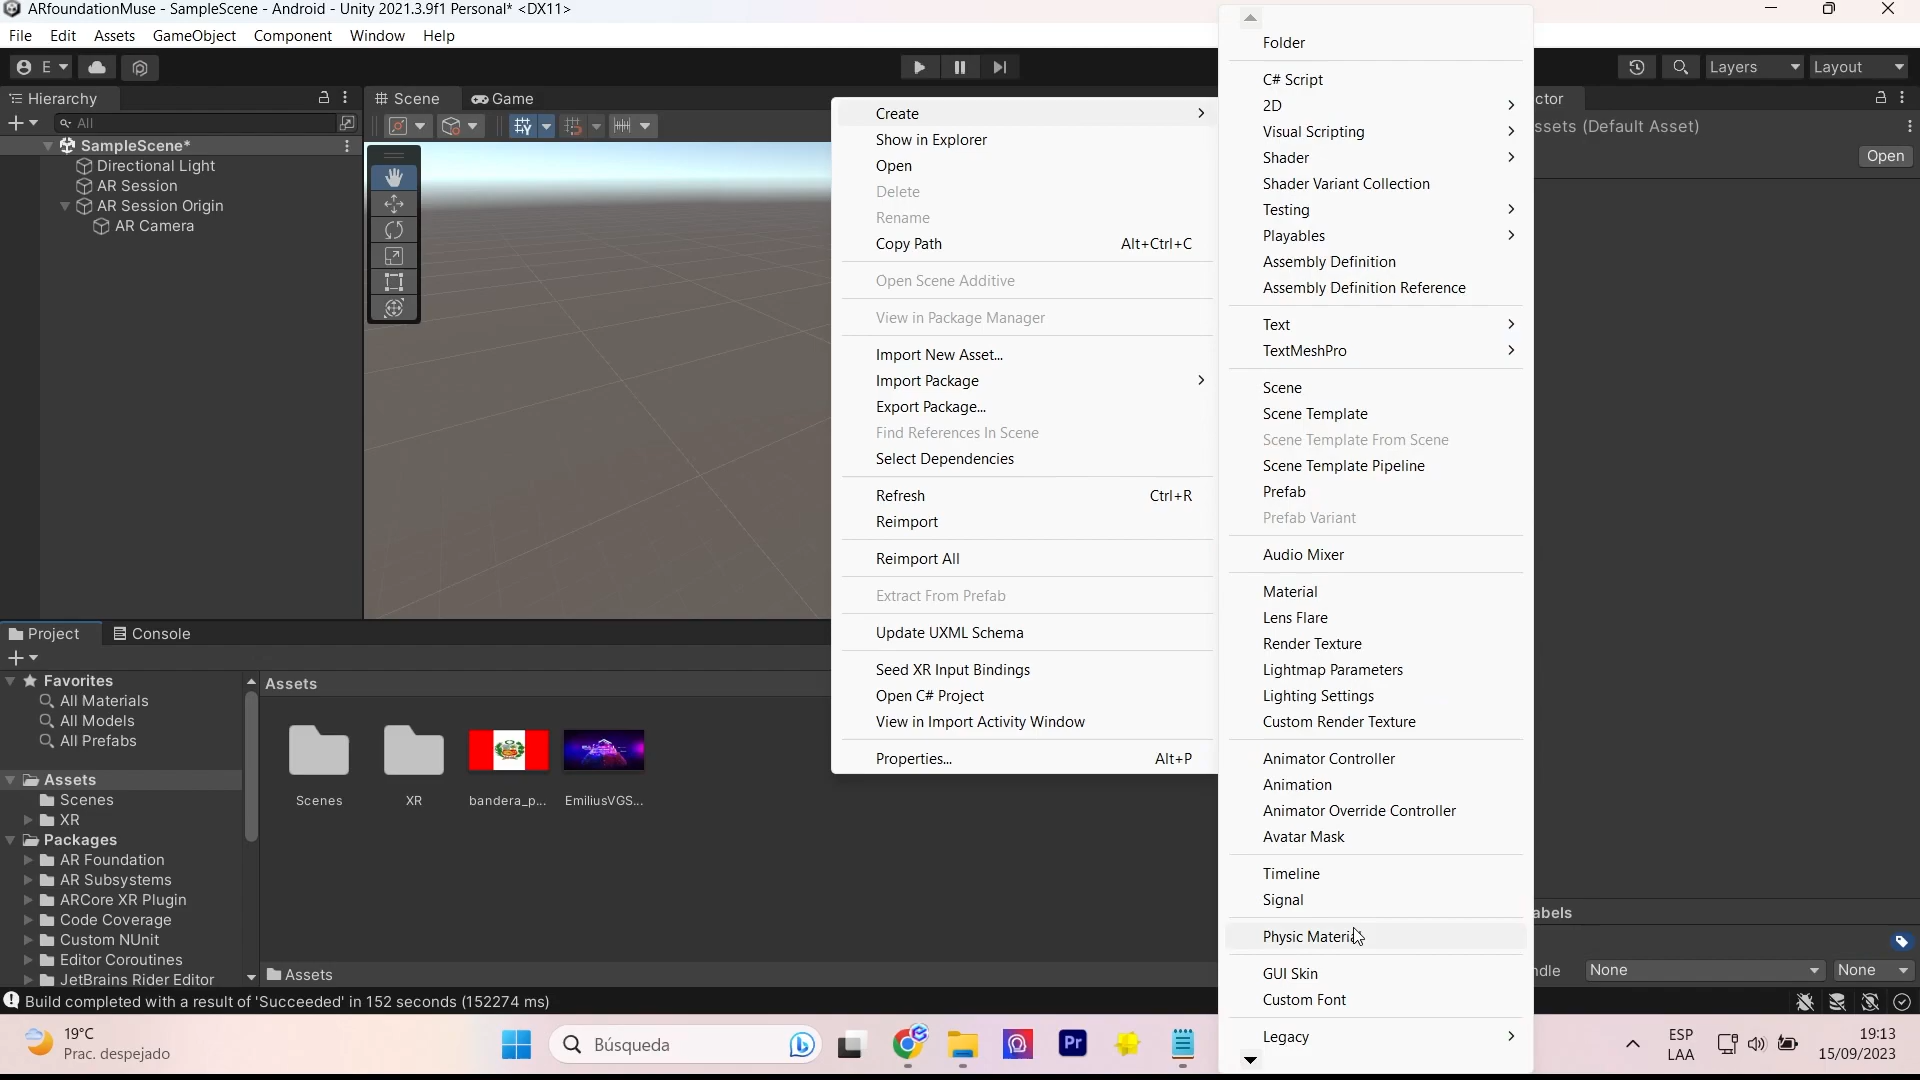 ARfoundationMuse - SampleScene - Android - Unity 2021.3.9f1 Personal* <DX11>
File Edit Assets GameObject Component Window Help
E
Layers
Layout
Hierarchy
All
SampleScene*
Directional Light
AR Session
AR Session Origin
AR Camera
Scene
Game
Create
Show in Explorer
Open
Delete
Rename
Copy Path Alt+Ctrl+C
Open Scene Additive
View in Package Manager
Import New Asset...
Import Package
Export Package...
Find References In Scene
Select Dependencies
Refresh Ctrl+R
Reimport
Reimport All
Extract From Prefab
Update UXML Schema
Seed XR Input Bindings
Open C# Project
View in Import Activity Window
Properties... Alt+P
Folder
C# Script
2D
Visual Scripting
Shader
Shader Variant Collection
Testing
Playables
Assembly Definition
Assembly Definition Reference
Text
TextMeshPro
Scene
Scene Template
Scene Template From Scene
Scene Template Pipeline
Prefab
Prefab Variant
Audio Mixer
Material
Lens Flare
Render Texture
Lightmap Parameters
Lighting Settings
Custom Render Texture
Animator Controller
Animation
Animator Override Controller
Avatar Mask
Timeline
Signal
Physic Material
GUI Skin
Custom Font
Legacy
ctor
ssets (Default Asset)
Open
abels
ndle
None
None
Project
Console
Favorites
All Materials
All Models
All Prefabs
Assets
Scenes
XR
Packages
AR Foundation
AR Subsystems
ARCore XR Plugin
Code Coverage
Custom NUnit
Editor Coroutines
JetBrains Rider Editor
Assets
Scenes
XR
bandera_p...
EmiliusVGS...
Assets
Build completed with a result of 'Succeeded' in 152 seconds (152274 ms)
19°C
Prac. despejado
Búsqueda
Pr
ESP
LAA
19:13
15/09/2023